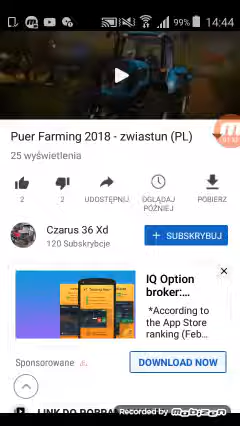 99% 14:44
Puer Farming 2018 - zwiastun (PL)
25 wyświetlenia
2
2
UDOSTĘPNIJ
OGLĄDAJ
PÓŹNIEJ
POBIERZ
Czarus 36 Xd
120 Subskrybcje
+ SUBSKRYBUJ
IQ Option
broker:...
*According to
the App Store
ranking (Feb...
Sponsorowane
DOWNLOAD NOW
Recorded by mobizen